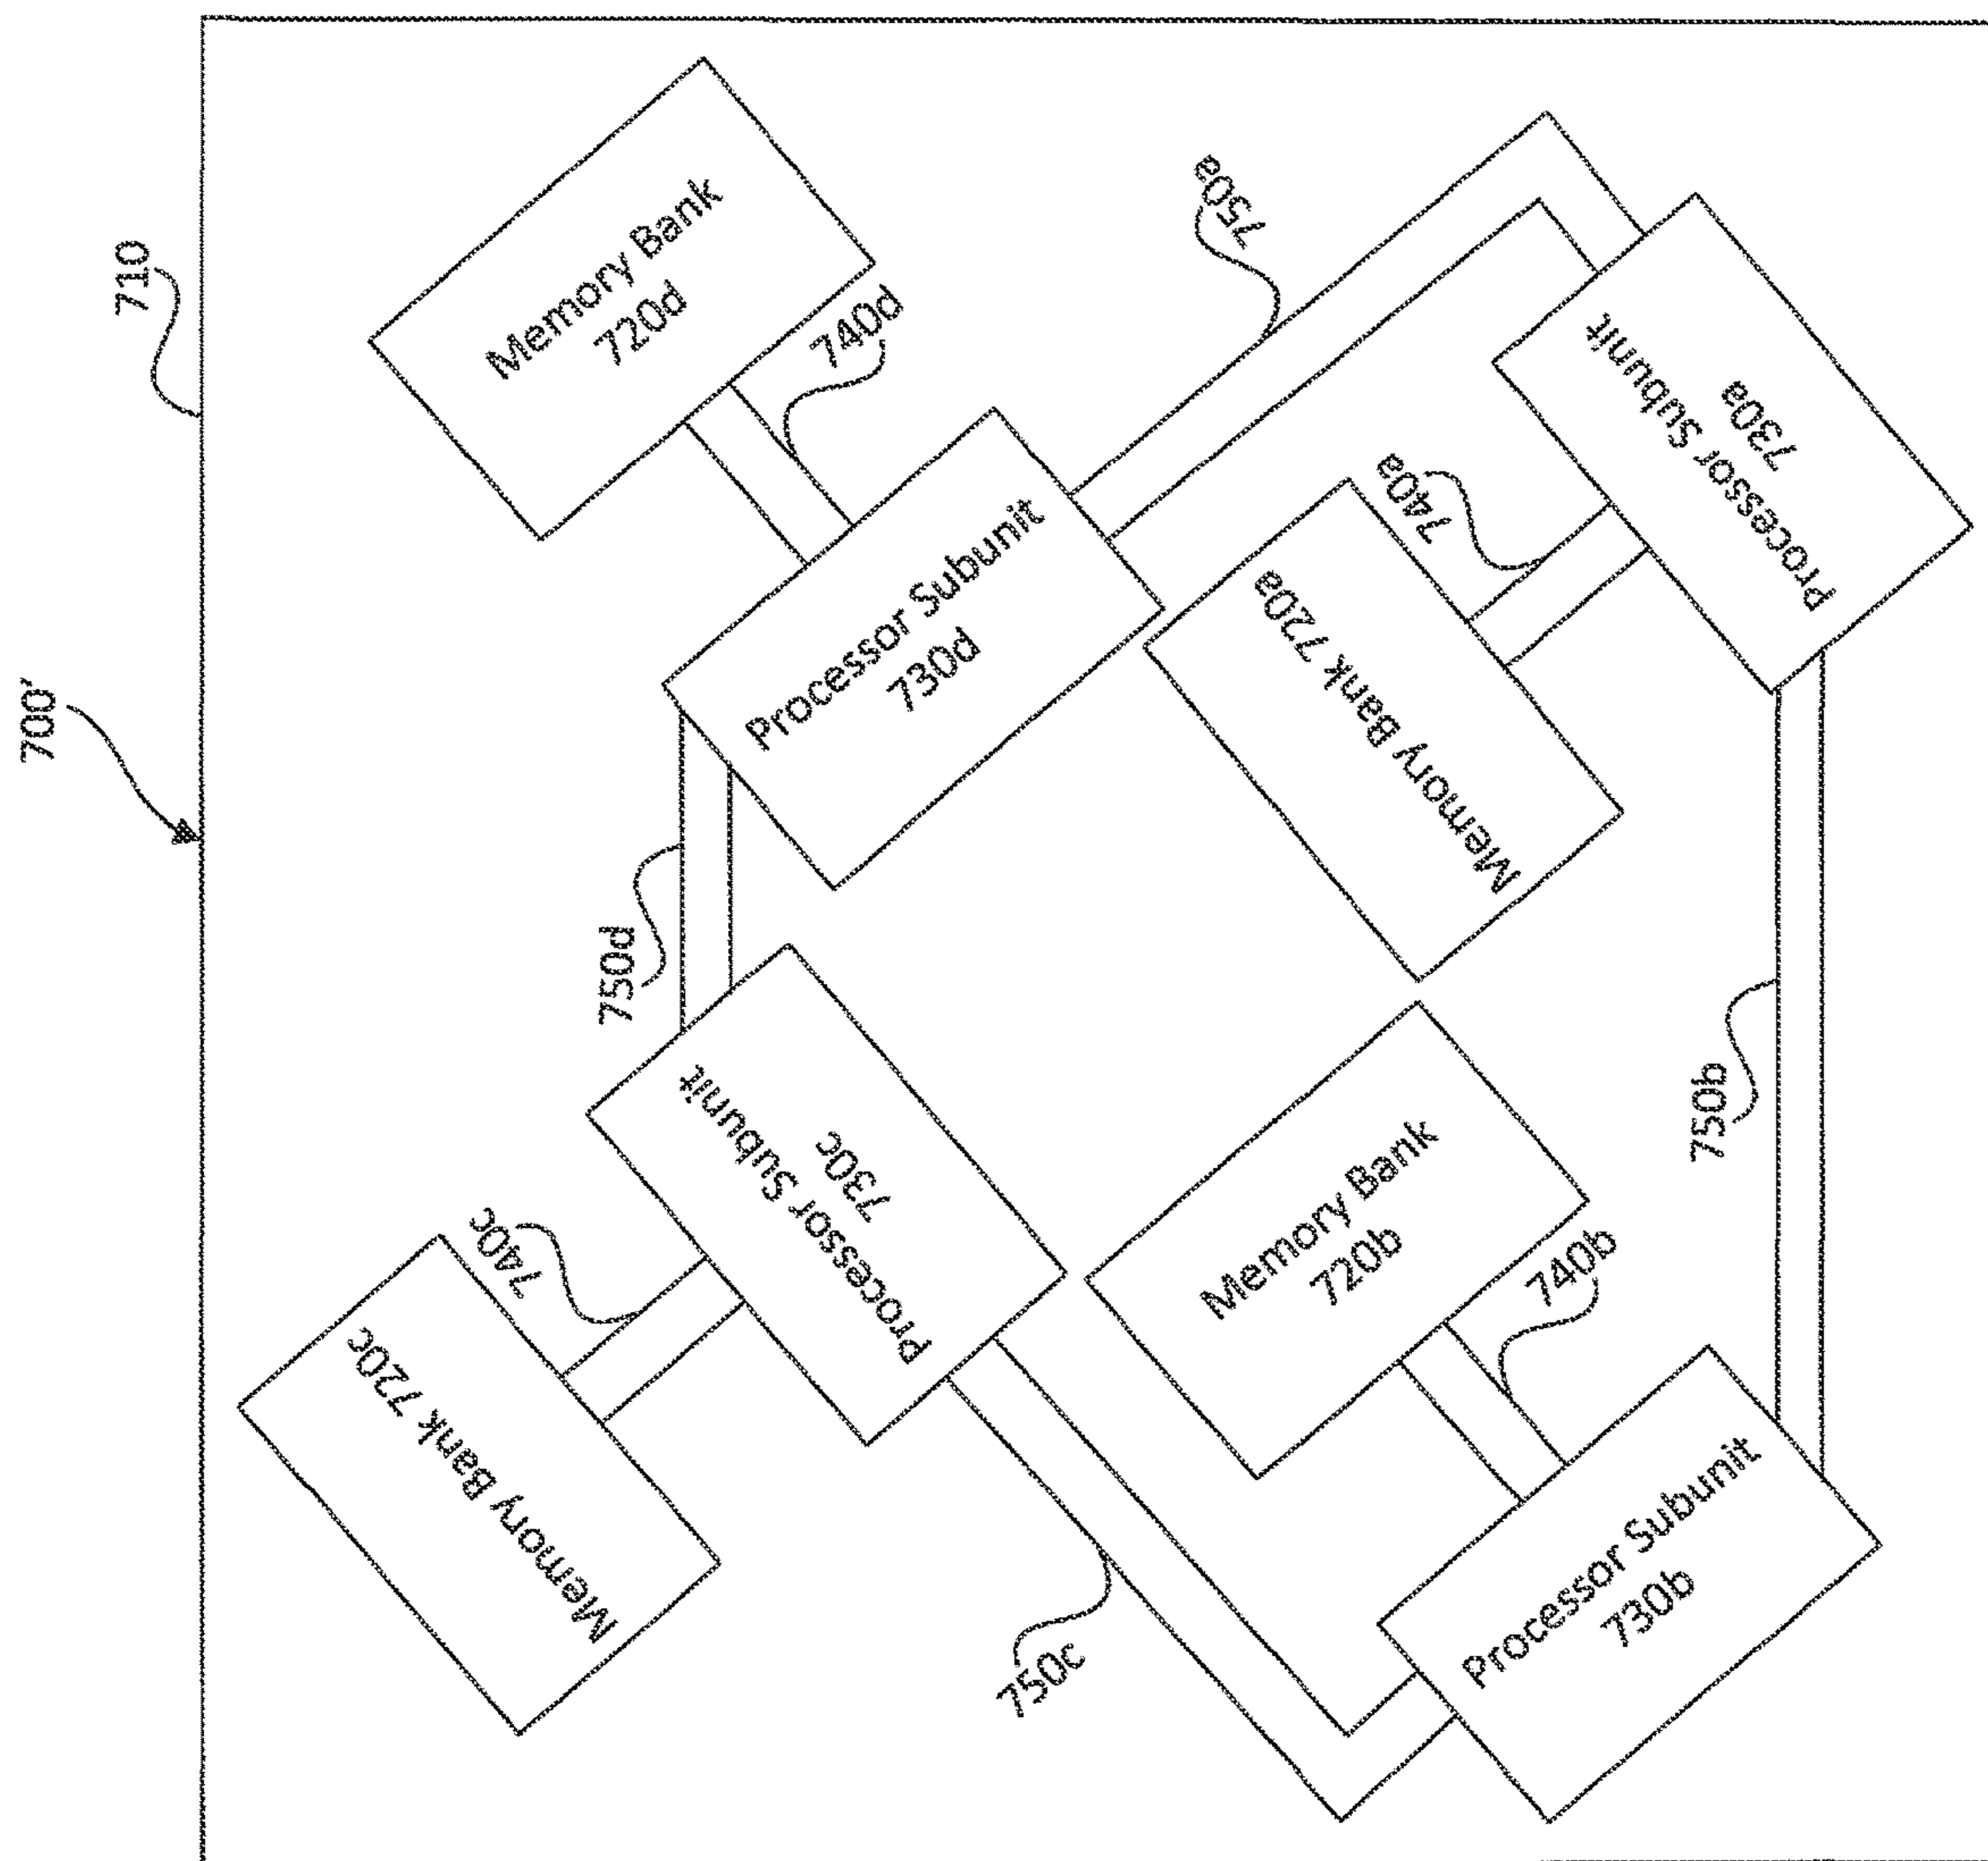 700'
710
Memory Bank
720d
740d
750a
Processor Subunit
730d
Processor Subunit
730a
740a
Memory Bank 720a
750d
Processor Subunit
730c
740c
Memory Bank 720c
Memory Bank
720b
740b
750b
Processor Subunit
730b
750c